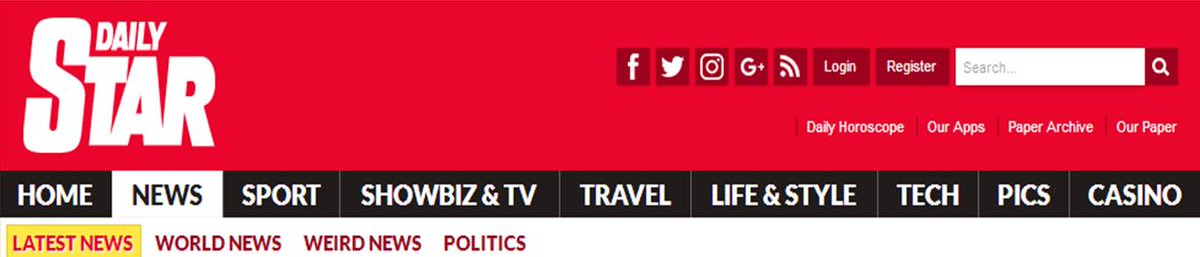 DAILY
STAR
Login Register Search...
Daily Horoscope Our Apps Paper Archive Our Paper
HOME NEWS SPORT SHOWBIZ & TV TRAVEL LIFE & STYLE TECH PICS CASINO
LATEST NEWS WORLD NEWS WEIRD NEWS POLITICS